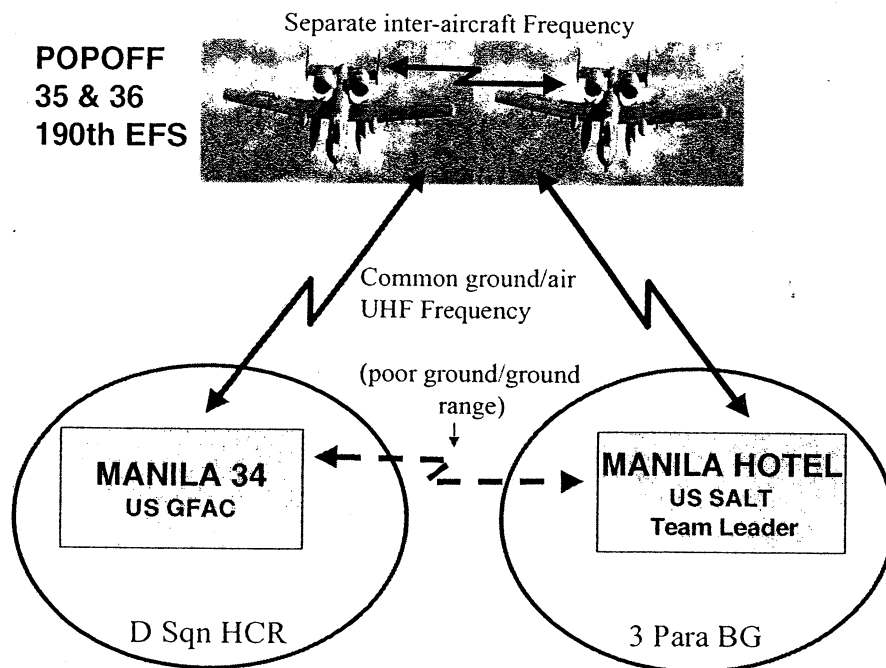 Separate inter-aircraft Frequency
POPOFF
35 & 36
190th EFS
Common ground/air
UHF Frequency
(poor ground/ground
range)
MANILA 34
US GFAC
MANILA HOTEL
US SALT
Team Leader
D Sqn HCR
3 Para BG